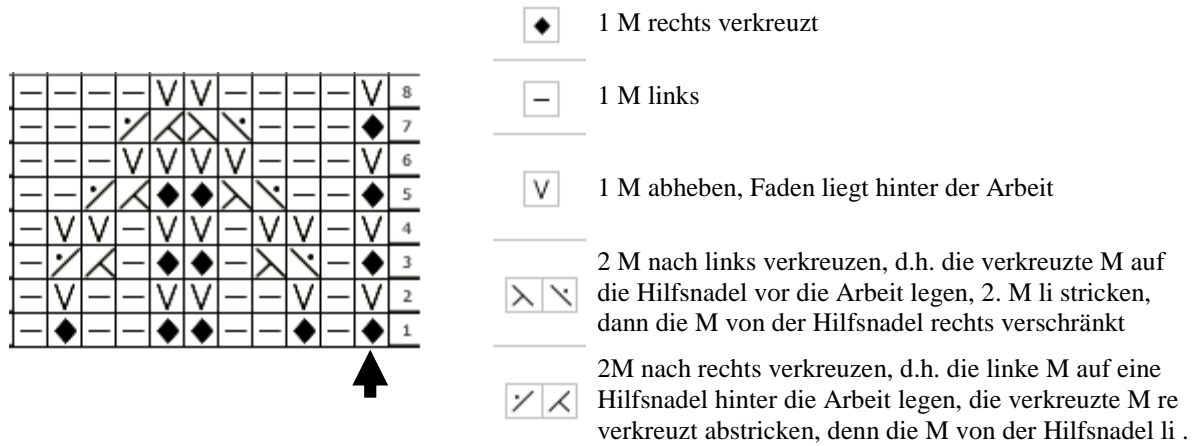 1 M rechts verkreuzt
1 M links
1 M abheben, Faden liegt hinter der Arbeit
2 M nach links verkreuzen, d.h. die verkreuzte M auf
die Hilfsnadel vor die Arbeit legen, 2. M li stricken,
dann die M von der Hilfsnadel rechts verschränkt
2M nach rechts verkreuzen, d.h. die linke M auf eine
Hilfsnadel hinter die Arbeit legen, die verkreuzte M re
verkreuzt abstricken, denn die M von der Hilfsnadel li .
8
7
6
5
4
3
2
1